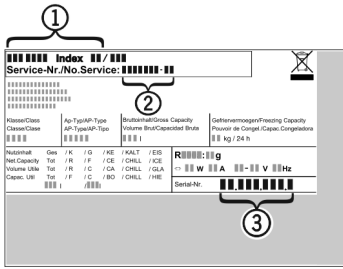 1
Index /
Service-Nr./No.Service: -
2
Klasse/Class
Classe/Clase
Ap-Typ/AP-Type
AP-Type/AP-Tipo
Bruttoinhalt/Gross Capacity
Volume Brut/Capacidad Bruta
l
Gefriervermoegen/Freezing Capacity
Pouvoir de Congel./Capac.Congeladora
kg / 24 h
Nutzinhalt Ges / K / G / KE / KALT / EIS
Net.Capacity Tot / R / F / CE / CHILL / ICE
Volume Utile Tot / R / C / CA / CHILL / GLA
Capac. Util Tot / F / C / BO / CHILL / HIE
l /
R : g
W A - V Hz
Serial-Nr. . . .
3